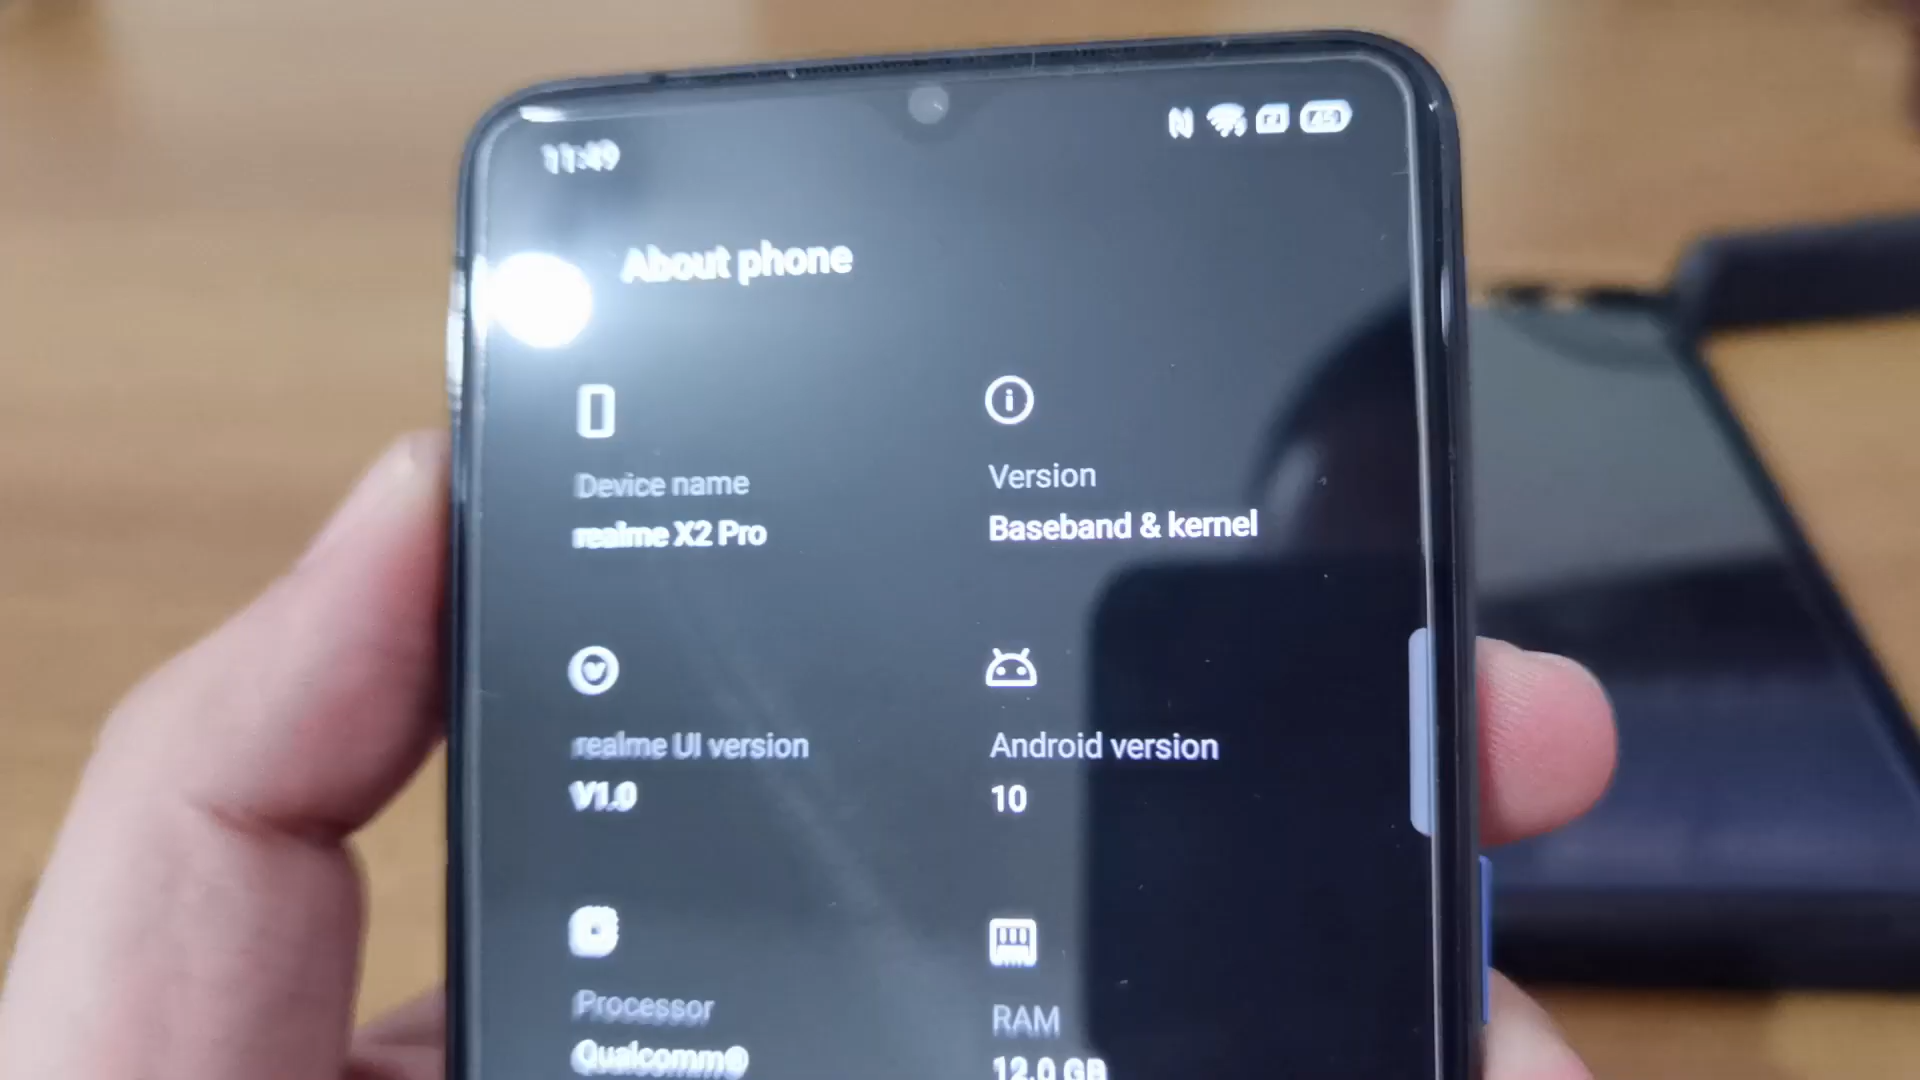 11:49
About phone
Device name
realme X2 Pro
Version
Baseband & kernel
realme UI version
V1.0
Android version
10
Processor
Qualcomm®
RAM
12.0 GB